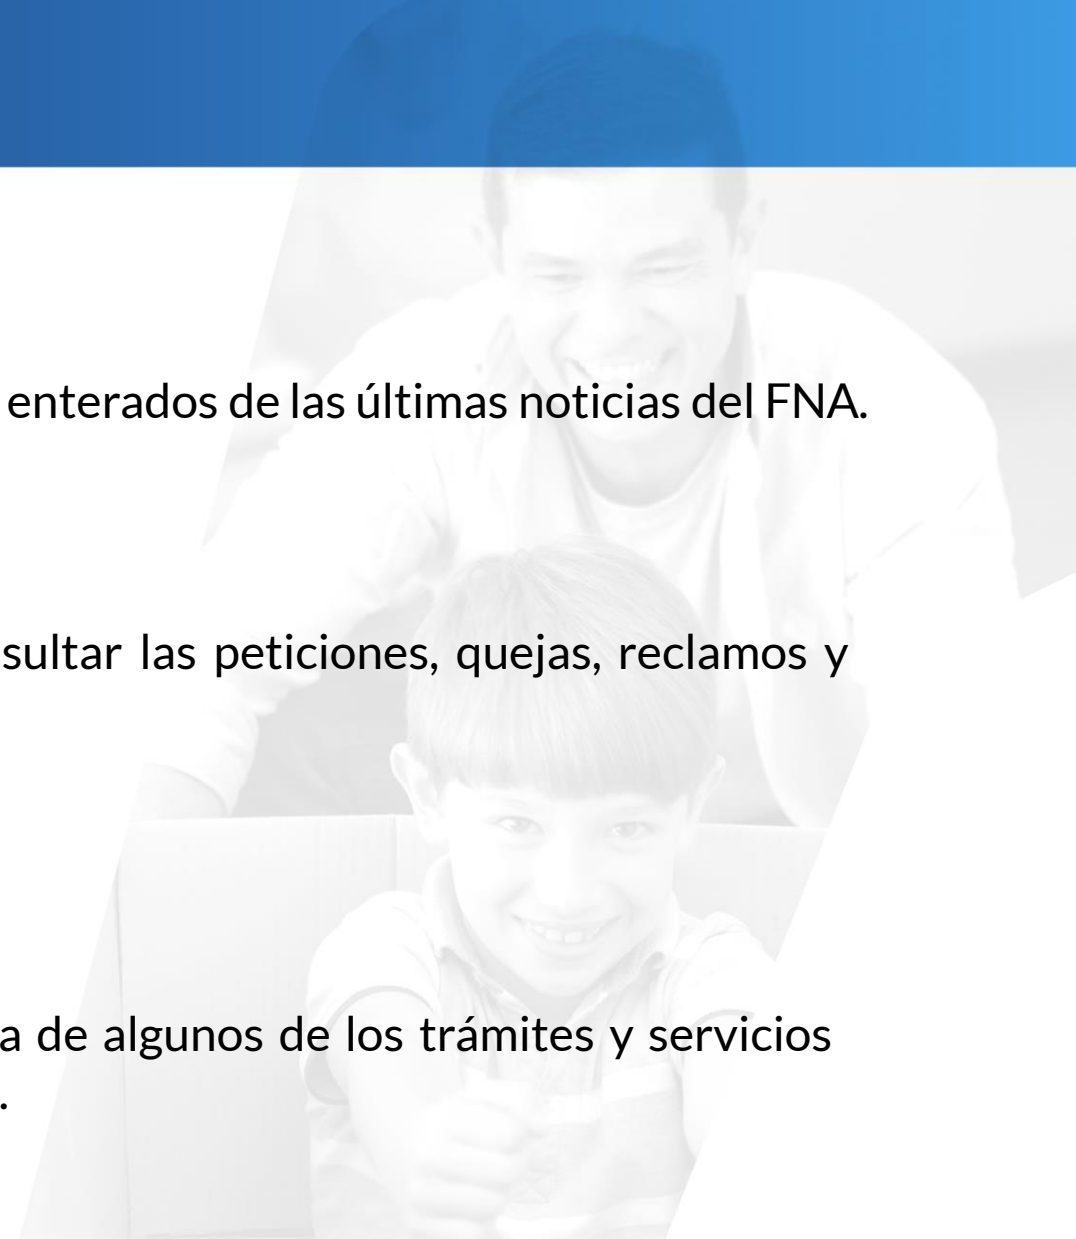 enterados de las últimas noticias del FNA.
sultar las peticiones, quejas, reclamos y
a de algunos de los trámites y servicios
.